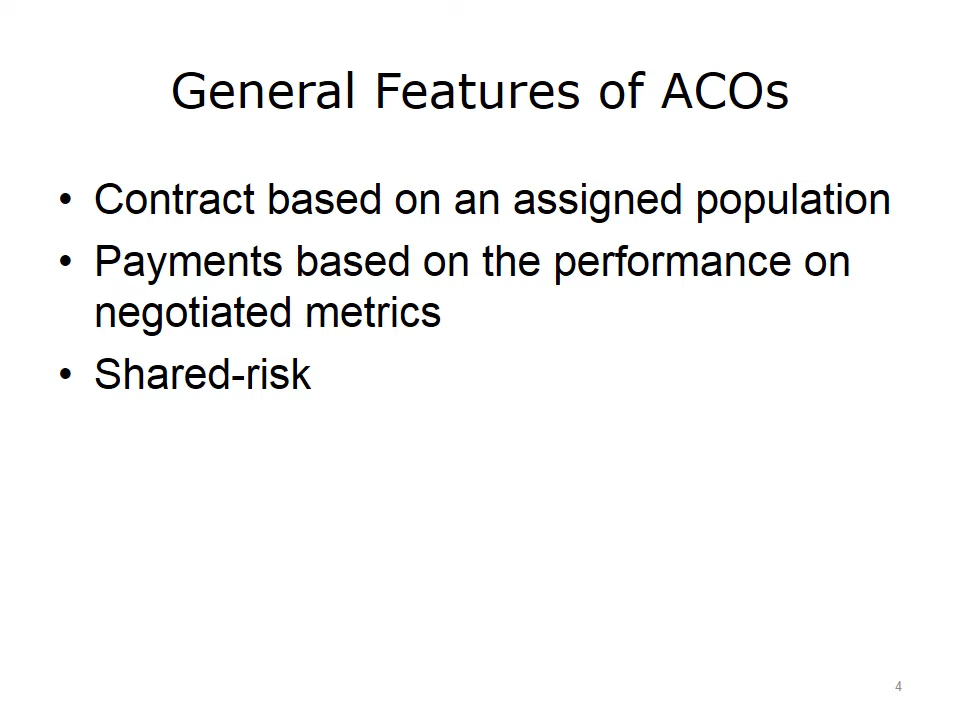 General Features of ACOs
• Contract based on an assigned population
• Payments based on the performance on
negotiated metrics
• Shared-risk
4